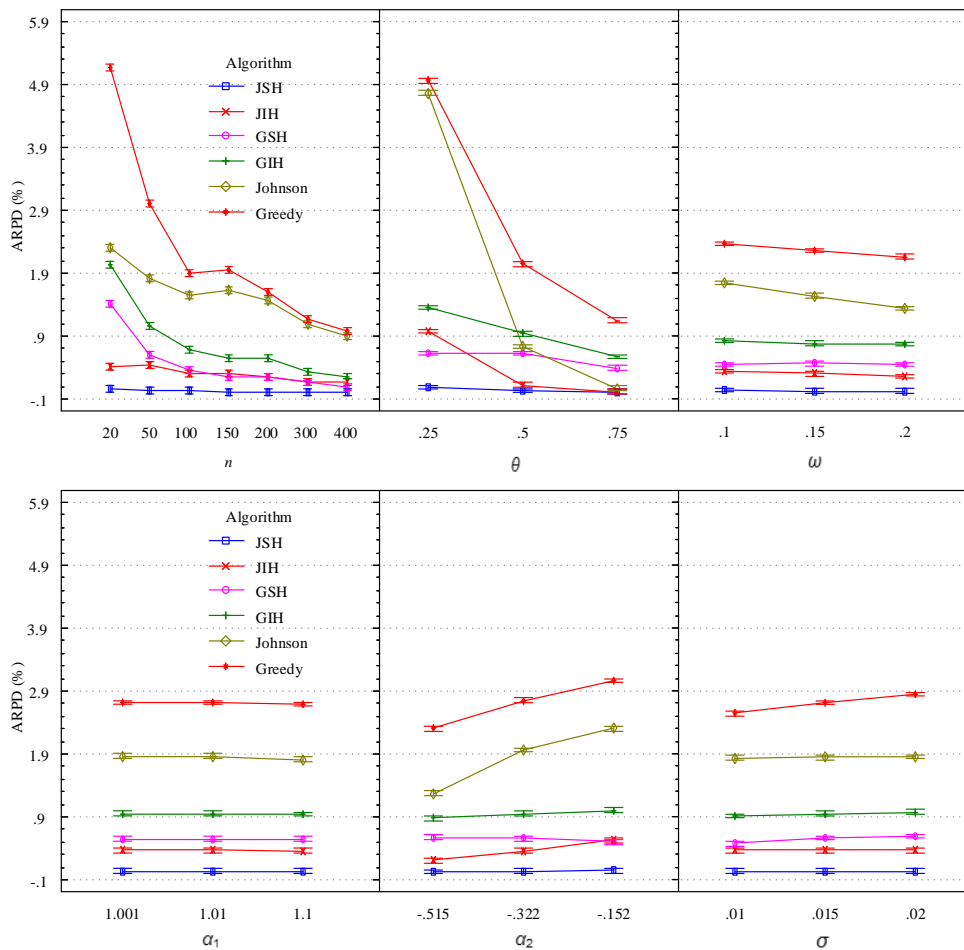 5.9
4.9
3.9
2.9
1.9
.9
-.1
ARPD (%)
Algorithm
JSH
JIH
GSH
GIH
Johnson
Greedy
20 50 100 150 200 300 400
n
.25 .5 .75
θ
.1 .15 .2
ω
5.9
4.9
3.9
2.9
1.9
.9
-.1
ARPD (%)
Algorithm
JSH
JIH
GSH
GIH
Johnson
Greedy
1.001 1.01 1.1
α₁
-.515 -.322 -.152
α₂
.01 .015 .02
σ